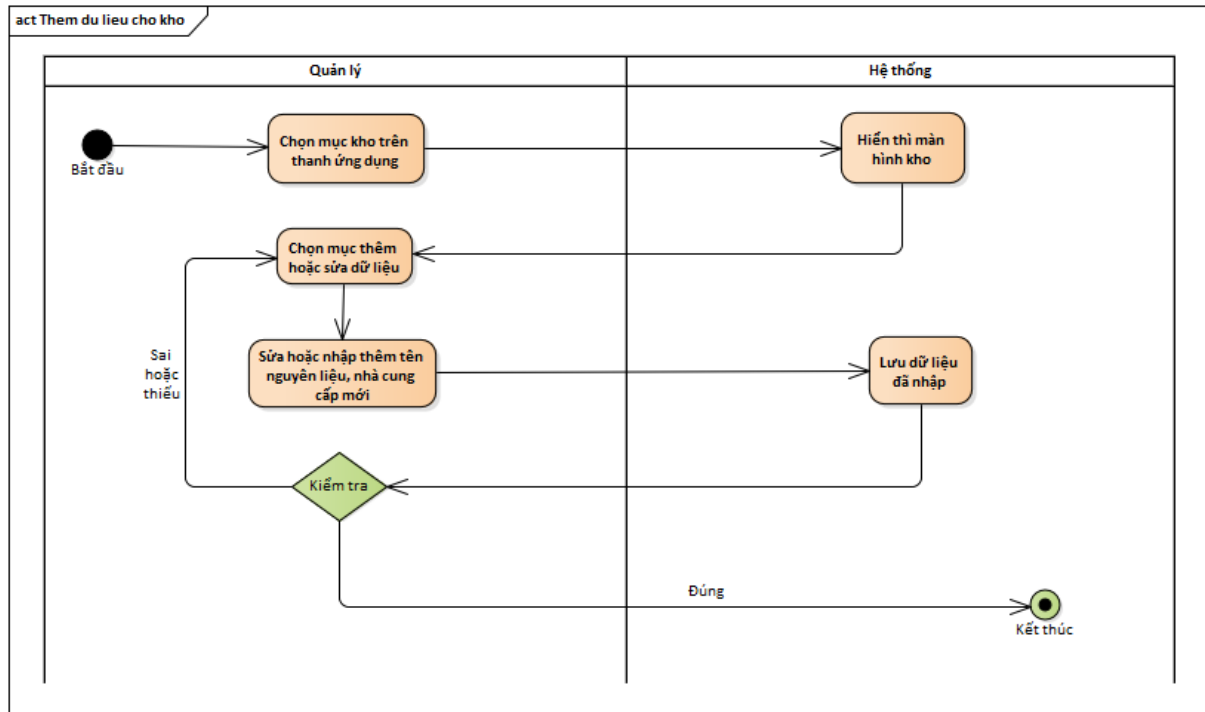 act Them du lieu cho kho
Quản lý
Hệ thống
Bắt đầu
Chọn mục kho trên
thanh ứng dụng
Hiển thì màn
hình kho
Chọn mục thêm
hoặc sửa dữ liệu
Sửa hoặc nhập thêm tên
nguyên liệu, nhà cung
cấp mới
Lưu dữ liệu
đã nhập
Sai
hoặc
thiếu
Kiểm tra
Đúng
Kết thúc